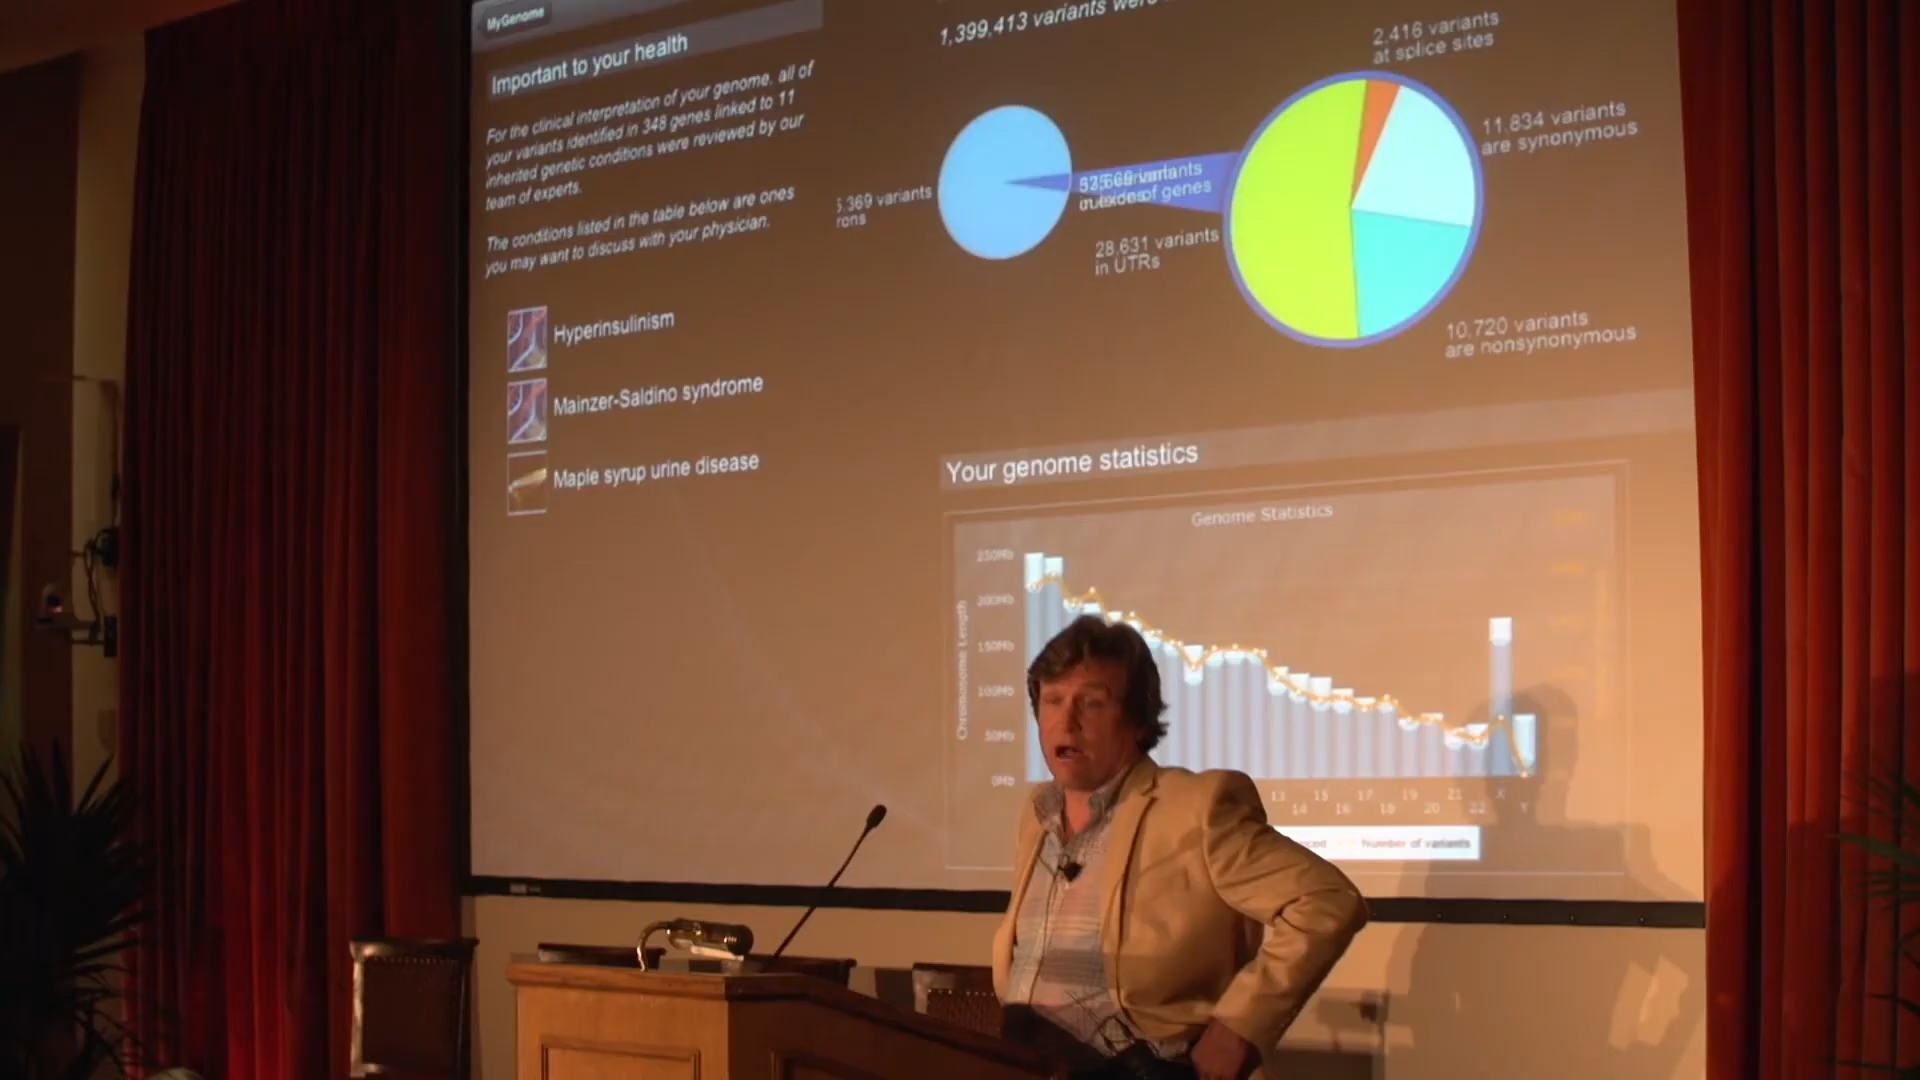 MyGenome
Important to your health
For the clinical interpretation of your genome, all of
your variants identified in 348 genes linked to 11
inherited genetic conditions were reviewed by our
team of experts.
The conditions listed in the table below are ones
you may want to discuss with your physician.
Hyperinsulinism
Mainzer-Saldino syndrome
Maple syrup urine disease
1,399,413 variants were
2,416 variants
at splice sites
11,834 variants
are synonymous
369 variants
of genes
28,631 variants
in UTRs
10,720 variants
are nonsynonymous
Your genome statistics
Genome Statistics
Chromosome Length
250Mb
200Mb
150Mb
100Mb
50Mb
0Mb
13 15 17 19 21 X
14 16 18 20 22 Y
Number of variants